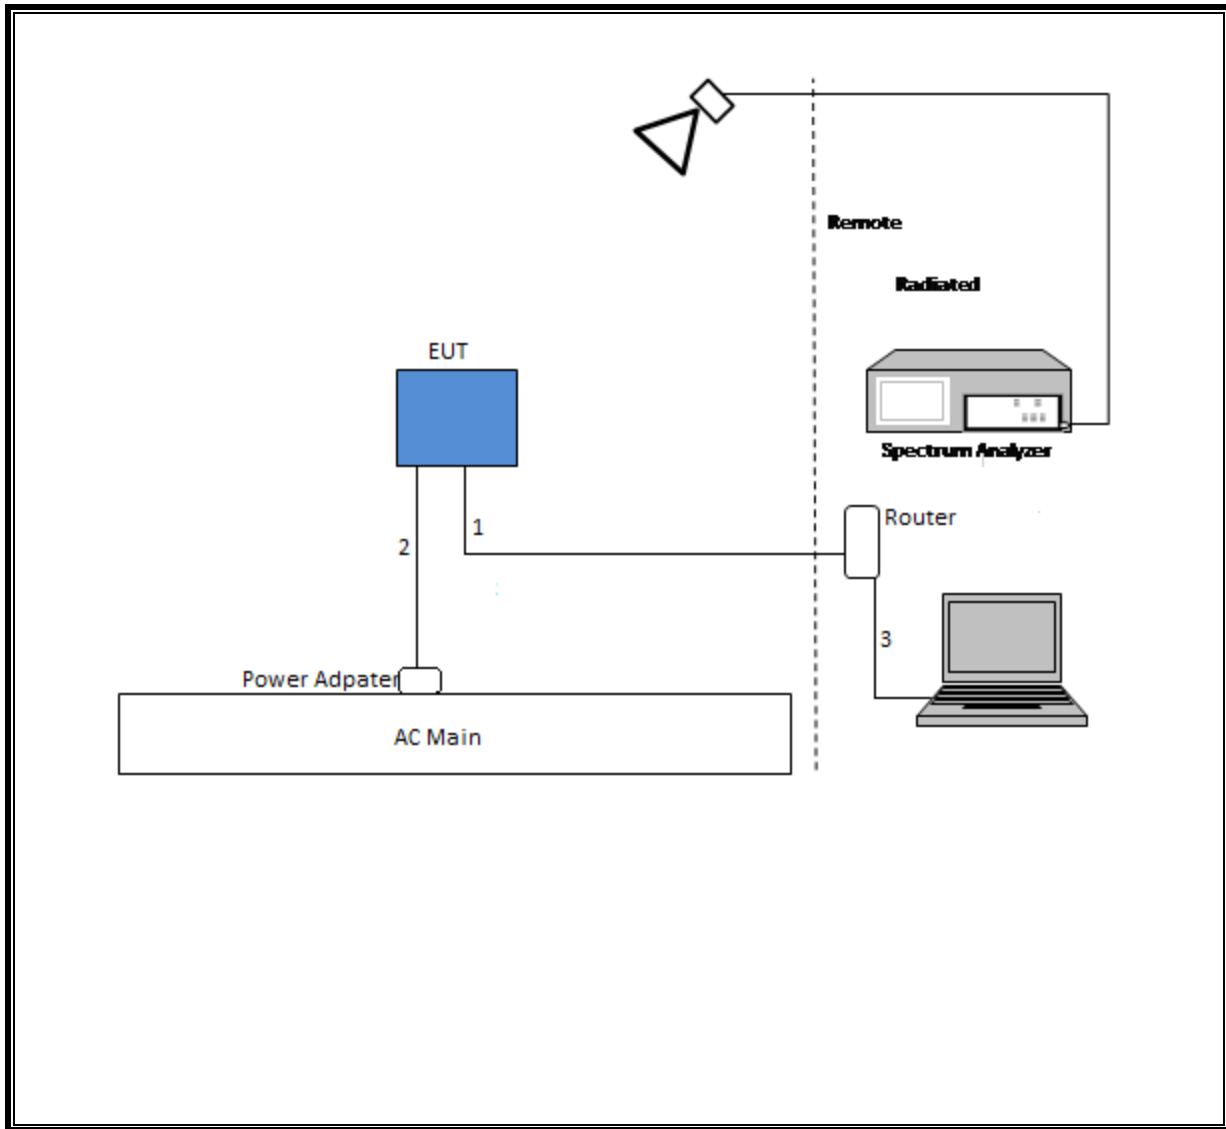 Remote
Radiated
EUT
Spectrum Analyzer
Router
1
2
3
Power Adpater
AC Main